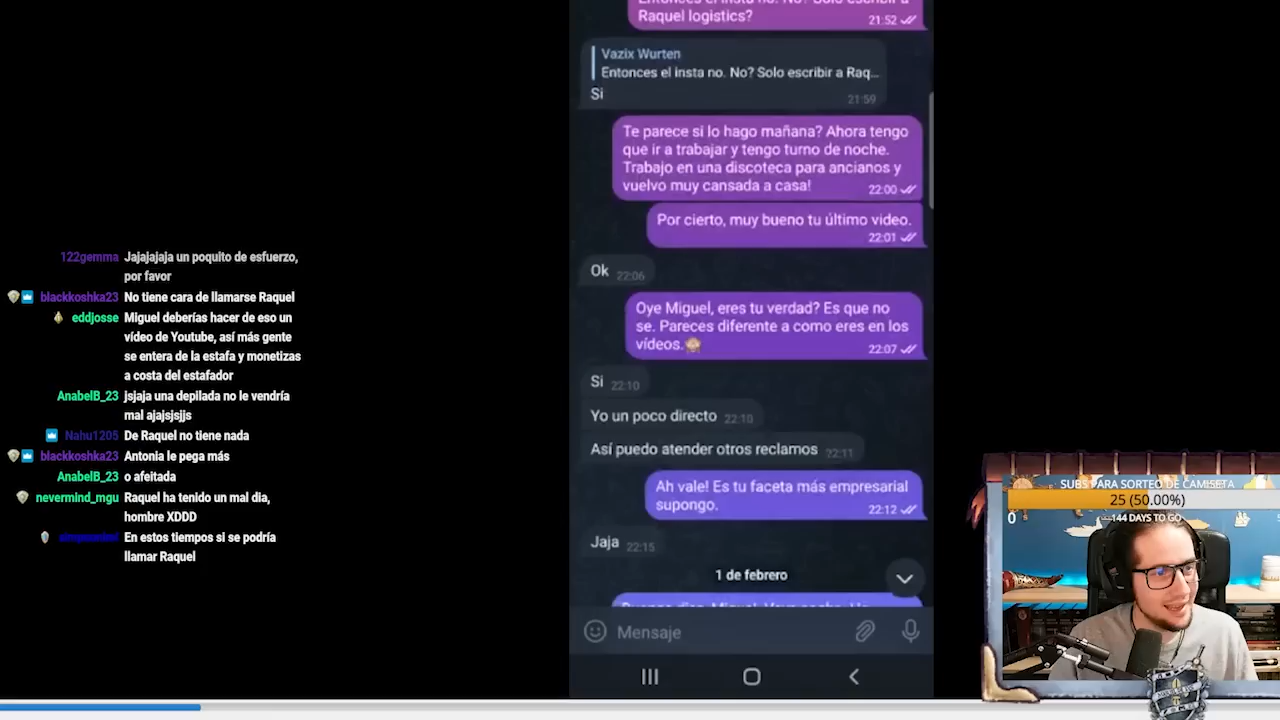 122gemma Jajajajaja un poquito de esfuerzo,
por favor
blackkoshka23 No tiene cara de llamarse Raquel
eddjosse Miguel deberías hacer de eso un
vídeo de Youtube, así más gente
se entera de la estafa y monetizas
a costa del estafador
AnabelB_23 jsjaja una depilada no le vendría
mal ajajsjsjjs
Nahu1205 De Raquel no tiene nada
blackkoshka23 Antonia le pega más
AnabelB_23 o afeitada
nevermind_mgu Raquel ha tenido un mal dia,
hombre XDDD
En estos tiempos si se podría
llamar Raquel
Raquel logistics?
21:52
Vazix Wurten
Entonces el insta no. No? Solo escribir a Raq...
Si
21:59
Te parece si lo hago mañana? Ahora tengo
que ir a trabajar y tengo turno de noche.
Trabajo en una discoteca para ancianos y
vuelvo muy cansada a casa!
22:00
Por cierto, muy bueno tu último video.
22:01
Ok 22:06
Oye Miguel, eres tu verdad? Es que no
se. Pareces diferente a como eres en los
vídeos.
22:07
Si 22:10
Yo un poco directo 22:10
Así puedo atender otros reclamos 22:11
Ah vale! Es tu faceta más empresarial
supongo.
22:12
Jaja 22:15
1 de febrero
Mensaje
SUBS PARA SORTEO DE CAMISETA
25 (50.00%)
0
144 DAYS TO GO